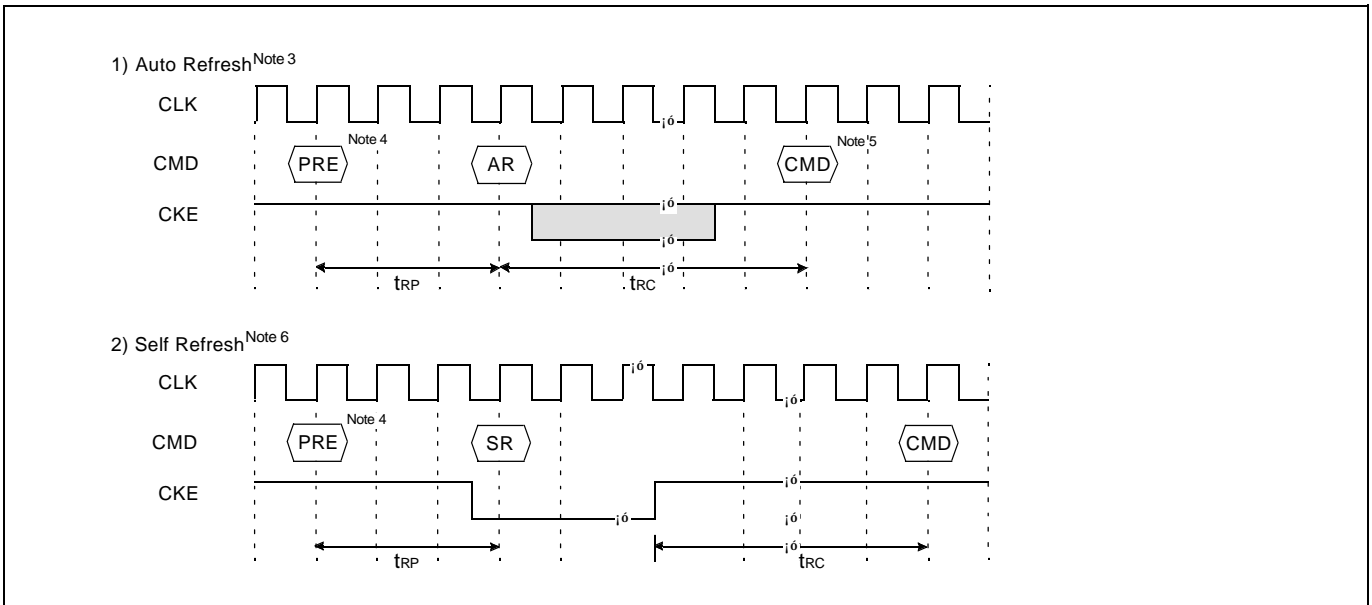 1) Auto Refresh Note 3
CLK
¡ó
CMD PRE Note 4 AR CMD Note 5
CKE ¡ó
¡ó
¡ó
tRP tRC
2) Self Refresh Note 6
CLK ¡ó
¡ó
CMD PRE Note 4 SR CMD
CKE ¡ó
¡ó ¡ó
¡ó
tRP tRC